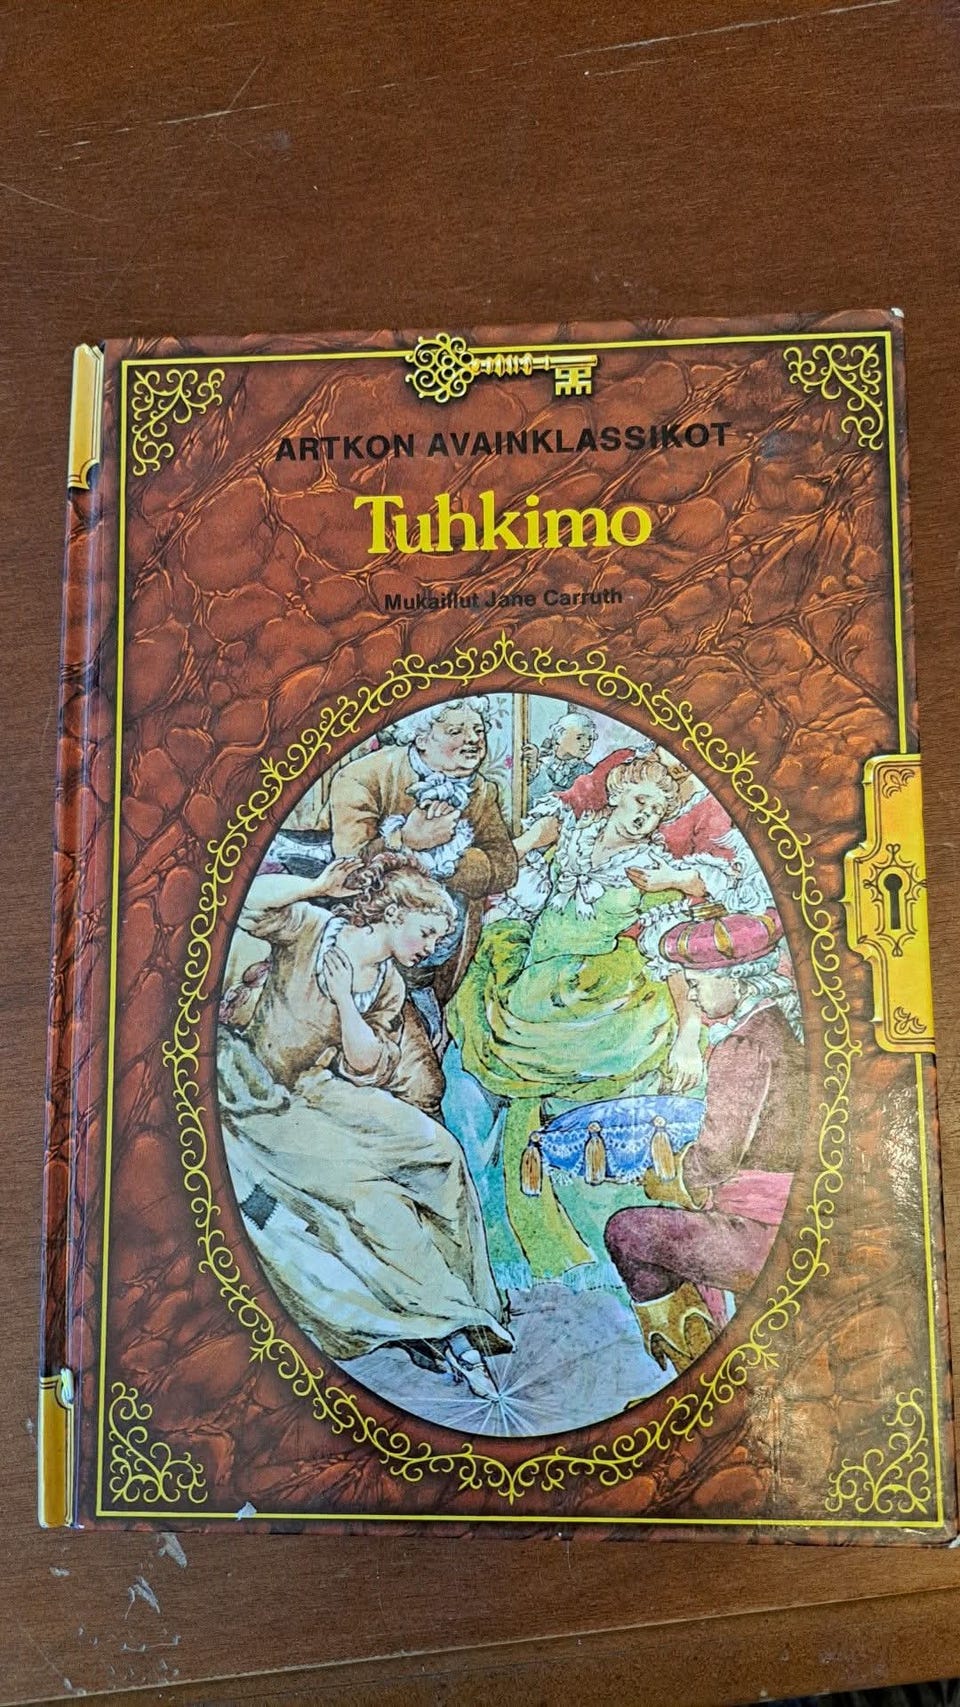 ARTKON AVAINKLASSIKOT
Tuhkimo
Mukaillut Jane Carruth